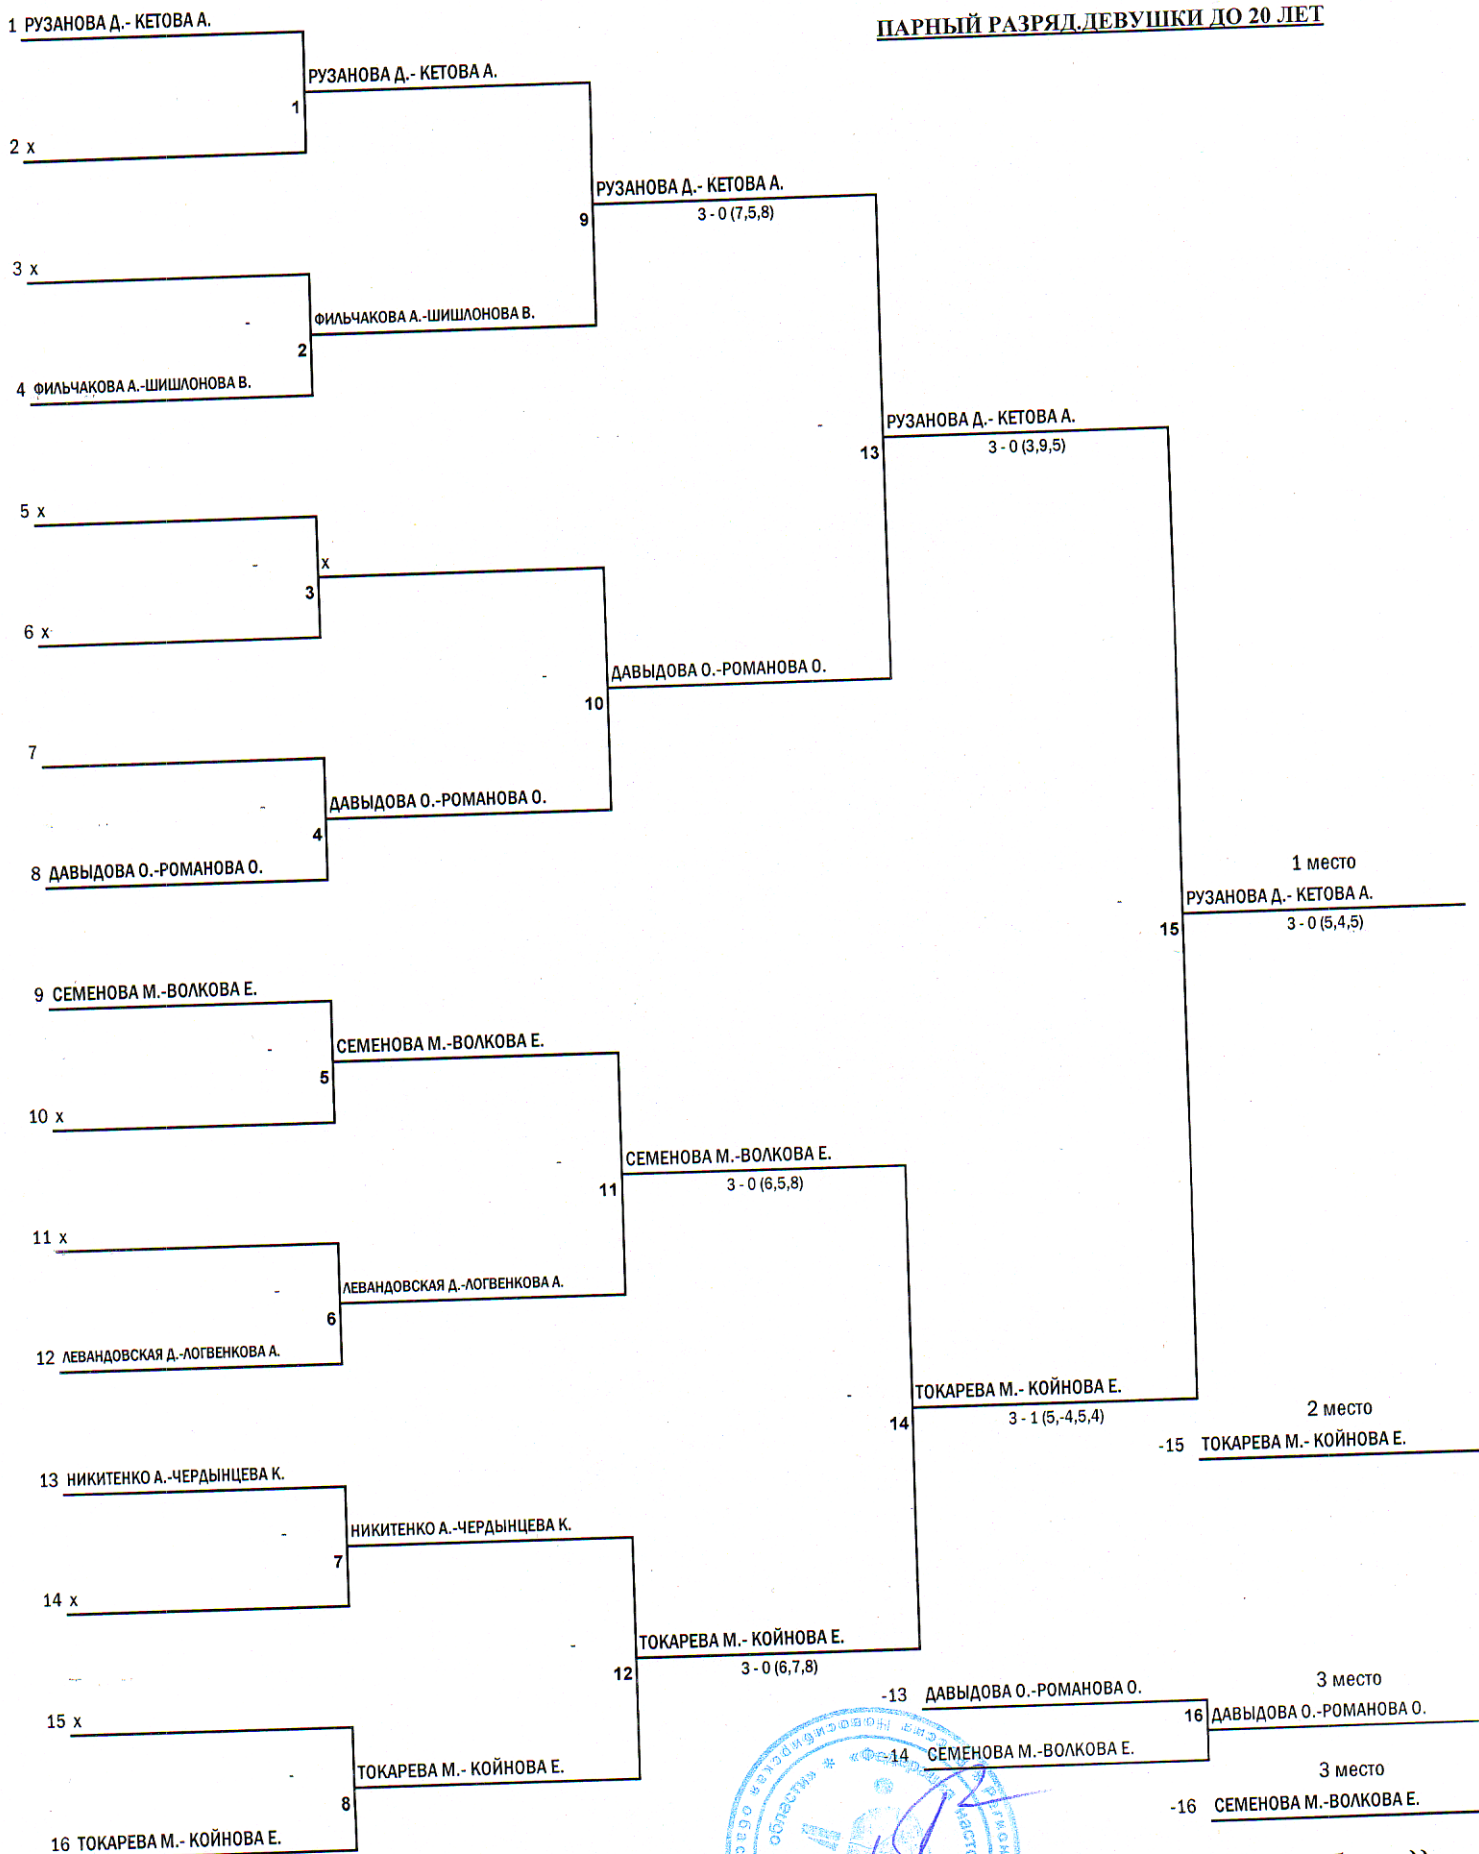 ПАРНЫЙ РАЗРЯД.ДЕВУШКИ ДО 20 ЛЕТ
1 РУЗАНОВА Д.- КЕТОВА А.
РУЗАНОВА Д.- КЕТОВА А.
1
2 х
РУЗАНОВА Д.- КЕТОВА А.
9
3 - 0 (7,5,8)
3 х
ФИЛЬЧАКОВА А.-ШИШЛОНОВА В.
2
4 ФИЛЬЧАКОВА А.-ШИШЛОНОВА В.
РУЗАНОВА Д.- КЕТОВА А.
13
3 - 0 (3,9,5)
5 х
х
3
6 х
ДАВЫДОВА О.-РОМАНОВА О.
10
7
ДАВЫДОВА О.-РОМАНОВА О.
4
8 ДАВЫДОВА О.-РОМАНОВА О.
1 место
РУЗАНОВА Д.- КЕТОВА А.
15
3 - 0 (5,4,5)
9 СЕМЕНОВА М.-ВОЛКОВА Е.
СЕМЕНОВА М.-ВОЛКОВА Е.
5
10 х
СЕМЕНОВА М.-ВОЛКОВА Е.
11
3 - 0 (6,5,8)
11 х
ЛЕВАНДОВСКАЯ Д.-ЛОГВЕНКОВА А.
6
12 ЛЕВАНДОВСКАЯ Д.-ЛОГВЕНКОВА А.
ТОКАРЕВА М.- КОЙНОВА Е.
14
3 - 1 (5,-4,5,4)
2 место
-15 ТОКАРЕВА М.- КОЙНОВА Е.
13 НИКИТЕНКО А.-ЧЕРДЫНЦЕВА К.
НИКИТЕНКО А.-ЧЕРДЫНЦЕВА К.
7
14 х
ТОКАРЕВА М.- КОЙНОВА Е.
12
3 - 0 (6,7,8)
15 х
ТОКАРЕВА М.- КОЙНОВА Е.
8
16 ТОКАРЕВА М.- КОЙНОВА Е.
-13 ДАВЫДОВА О.-РОМАНОВА О.
3 место
16 ДАВЫДОВА О.-РОМАНОВА О.
-14 СЕМЕНОВА М.-ВОЛКОВА Е.
3 место
-16 СЕМЕНОВА М.-ВОЛКОВА Е.